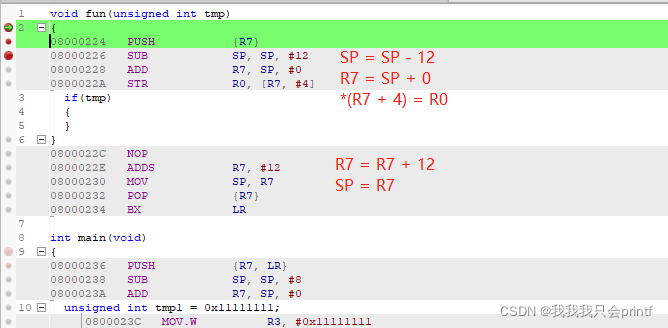 1 void fun(unsigned int tmp)
2 {
08000224 PUSH {R7}
08000226 SUB SP, SP, #12 SP = SP - 12
08000228 ADD R7, SP, #0 R7 = SP + 0
0800022A STR R0, [R7, #4] *(R7 + 4) = R0
3 if(tmp)
4 {
5 }
6 }
0800022C NOP
0800022E ADDS R7, #12 R7 = R7 + 12
08000230 MOV SP, R7 SP = R7
08000232 POP {R7}
08000234 BX LR
7
8 int main(void)
9 {
08000236 PUSH {R7, LR}
08000238 SUB SP, SP, #8
0800023A ADD R7, SP, #0
10 unsigned int tmp1 = 0x11111111;
0800023C MOV.W R3, #0x11111111
CSDN @我我我只会printf